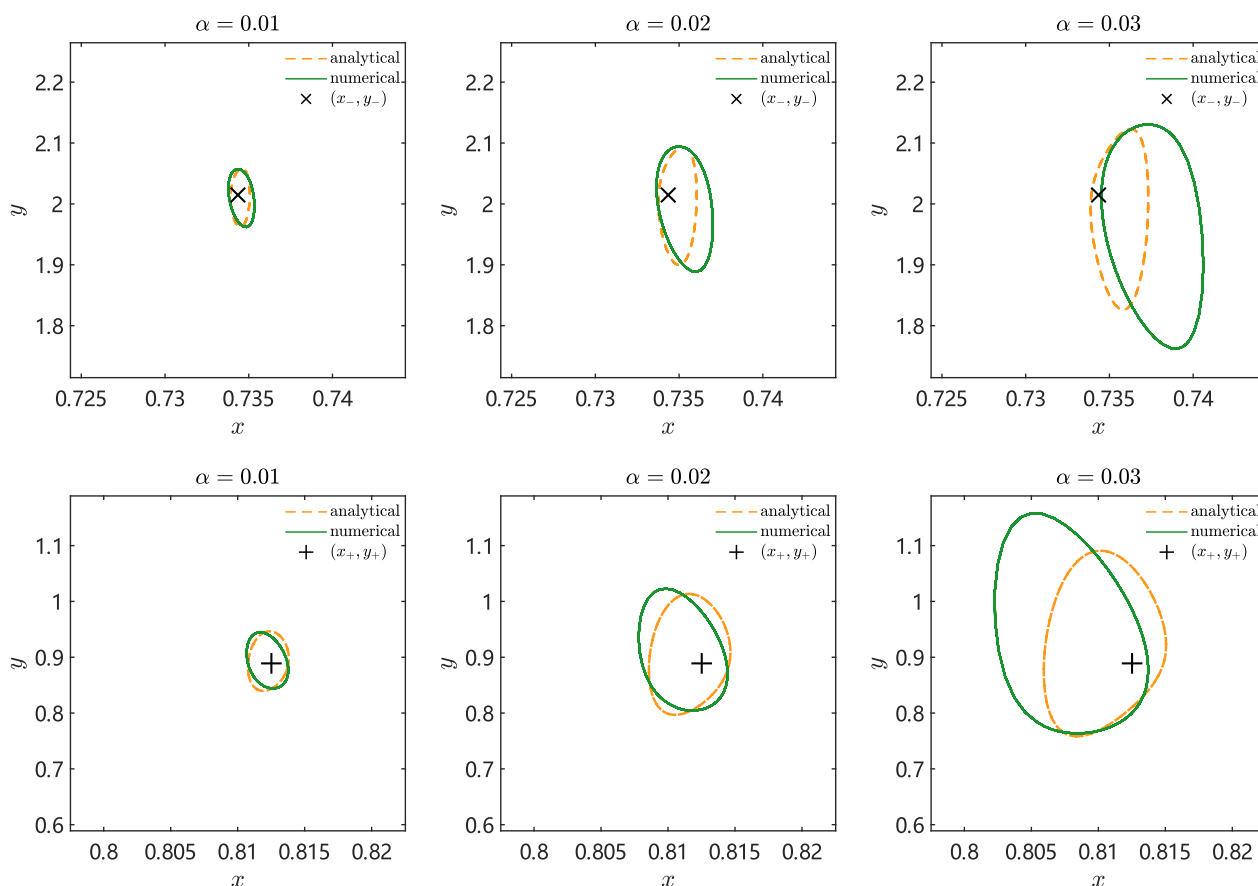 α = 0.01
analytical
numerical
(x₋, y₋)
2.2
2.1
2
1.9
1.8
y
0.725
0.73
0.735
0.74
x
α = 0.02
analytical
numerical
(x₋, y₋)
2.2
2.1
2
1.9
1.8
y
0.725
0.73
0.735
0.74
x
α = 0.03
analytical
numerical
(x₋, y₋)
2.2
2.1
2
1.9
1.8
y
0.725
0.73
0.735
0.74
x
α = 0.01
analytical
numerical
(x₊, y₊)
1.1
1
0.9
0.8
0.7
0.6
y
0.8
0.805
0.81
0.815
0.82
x
α = 0.02
analytical
numerical
(x₊, y₊)
1.1
1
0.9
0.8
0.7
0.6
y
0.8
0.805
0.81
0.815
0.82
x
α = 0.03
analytical
numerical
(x₊, y₊)
1.1
1
0.9
0.8
0.7
0.6
y
0.8
0.805
0.81
0.815
0.82
x